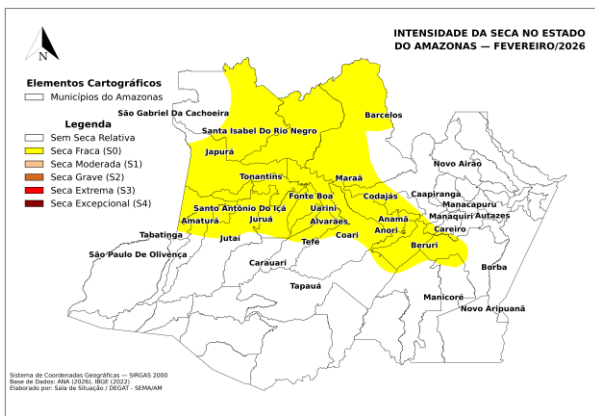 INTENSIDADE DA SECA NO ESTADO
DO AMAZONAS — FEVEREIRO/2026
N
Elementos Cartográficos
Municípios do Amazonas
Legenda
Sem Seca Relativa
Seca Fraca (S0)
Seca Moderada (S1)
Seca Grave (S2)
Seca Extrema (S3)
Seca Excepcional (S4)
São Gabriel Da Cachoeira
Barcelos
Santa Isabel Do Rio Negro
Japurá
Novo Airão
Tonantins
Maraã
Fonte Boa
Codajás
Caapiranga
Santo Antônio Do Içá
Uarini
Manacapuru
Amaturá
Juruá
Alvarães
Anamã
Manaquiri
Autazes
Tabatinga
Jutaí
Tefé
Coari
Anori
Careiro
São Paulo De Olivença
Beruri
Carauari
Borba
Tapauá
Manicoré
Novo Aripuanã
Sistema de Coordenadas Geográficas — SIRGAS 2000
Base de Dados: ANA (2026), IBGE (2022)
Elaborado por: Sala de Situação / DEGAT - SEMA/AM